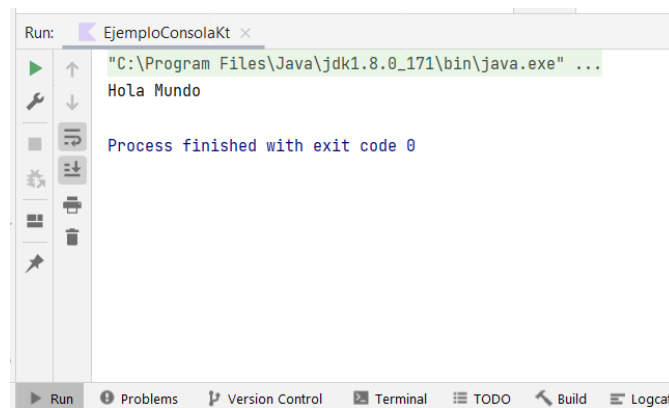 Run: EjemploConsolaKt
"C:\Program Files\Java\jdk1.8.0_171\bin\java.exe" ...
Hola Mundo
Process finished with exit code 0
Run Problems Version Control Terminal TODO Build Logca